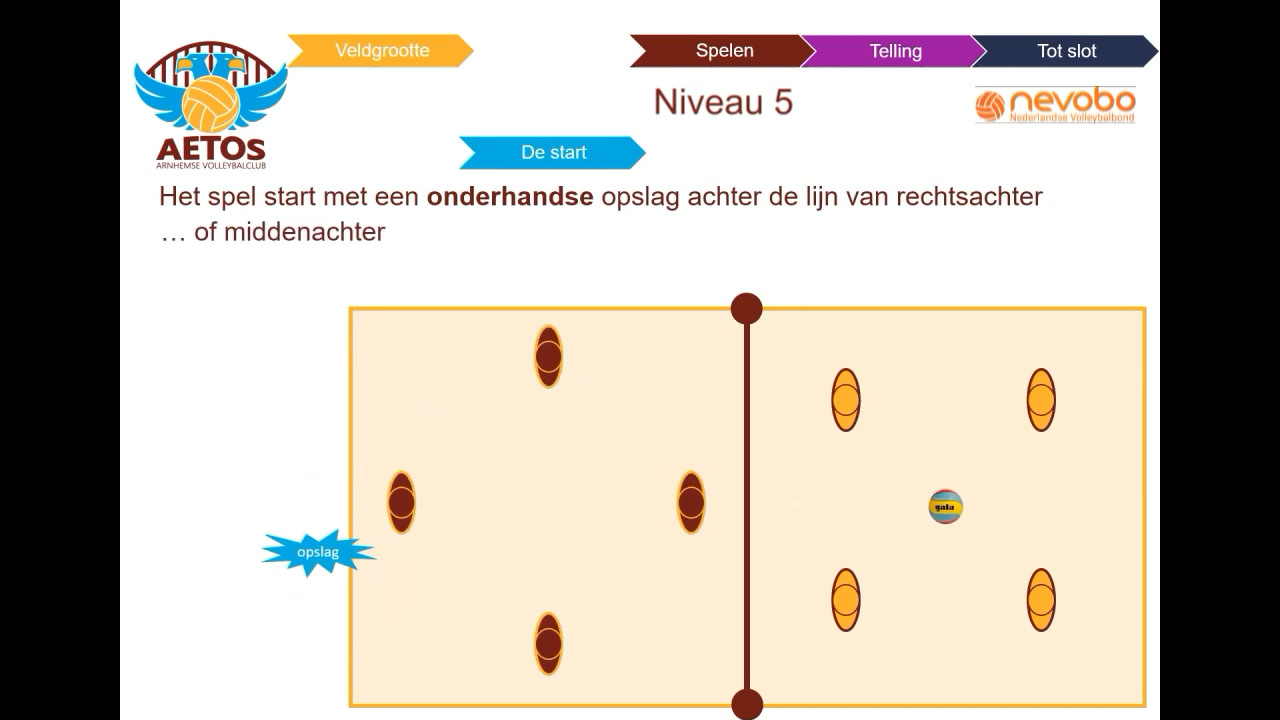 Veldgrootte
Spelen
Telling
Tot slot
AETOS
ARNHEMSE VOLLEYBALCLUB
Niveau 5
nevobo
Nederlandse Volleybalbond
De start
Het spel start met een onderhandse opslag achter de lijn van rechtsachter
… of middenachter
opslag
gala